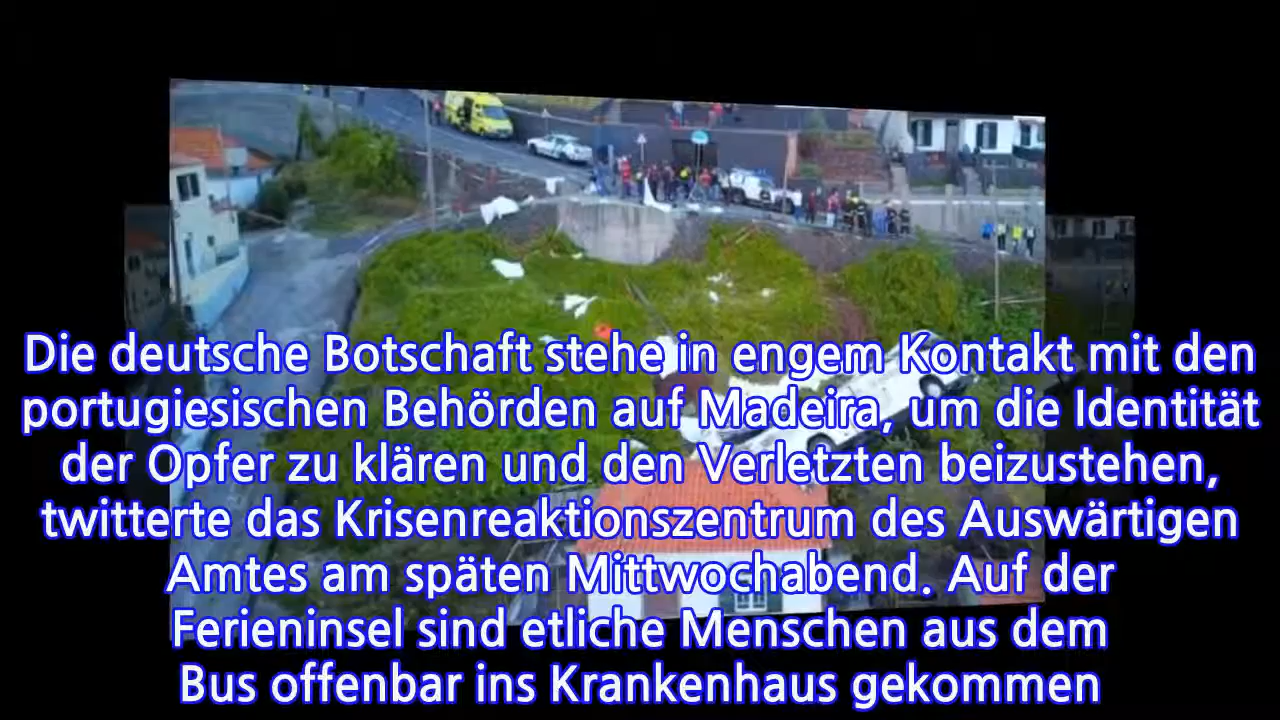 Die deutsche Botschaft stehe in engem Kontakt mit den
portugiesischen Behörden auf Madeira, um die Identität
der Opfer zu klären und den Verletzten beizustehen,
twitterte das Krisenreaktionszentrum des Auswärtigen
Amtes am späten Mittwochabend. Auf der
Ferieninsel sind etliche Menschen aus dem
Bus offenbar ins Krankenhaus gekommen